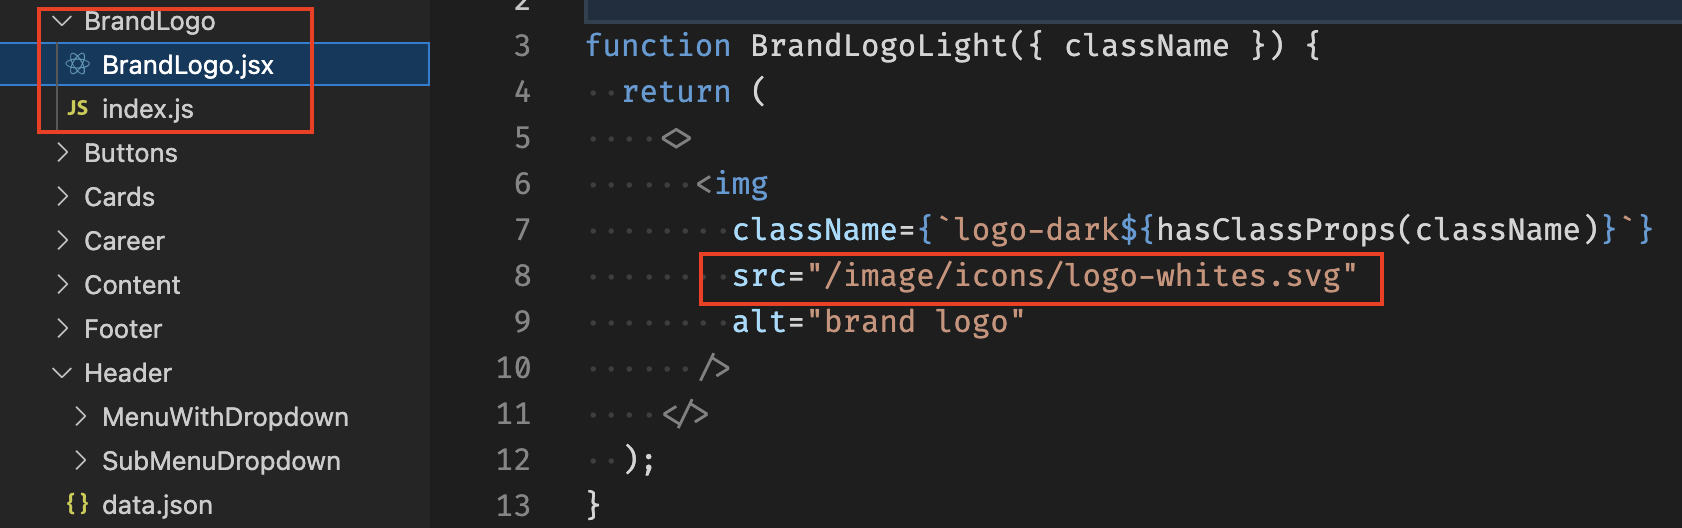 BrandLogo
BrandLogo.jsx
JS index.js
Buttons
Cards
Career
Content
Footer
Header
MenuWithDropdown
SubMenuDropdown
{} data.json
2
3 function BrandLogoLight({ className }) {
4 return (
5 <>
6 <img
7 className={`logo-dark${hasClassProps(className)}`}
8 src="/image/icons/logo-whites.svg"
9 alt="brand logo"
10 />
11 </>
12 );
13 }